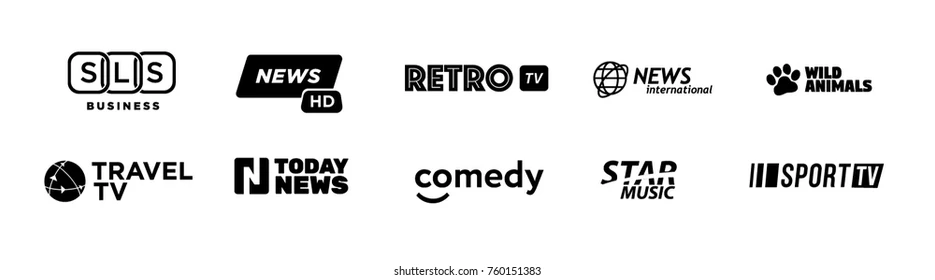 SLS
BUSINESS
NEWS
HD
RETRO TV
NEWS
international
WILD
ANIMALS
TRAVEL
TV
N TODAY
NEWS
comedy
STAR
MUSIC
SPORT TV
shutterstock.com · 760151383